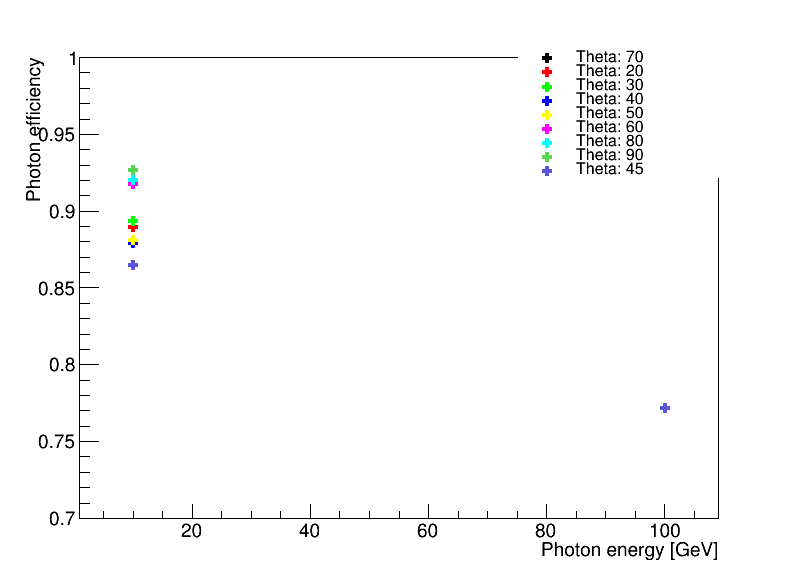 Photon efficiency
1
0.95
0.9
0.85
0.8
0.75
0.7
20
40
60
80
100
Photon energy [GeV]
Theta: 70
Theta: 20
Theta: 30
Theta: 40
Theta: 50
Theta: 60
Theta: 80
Theta: 90
Theta: 45